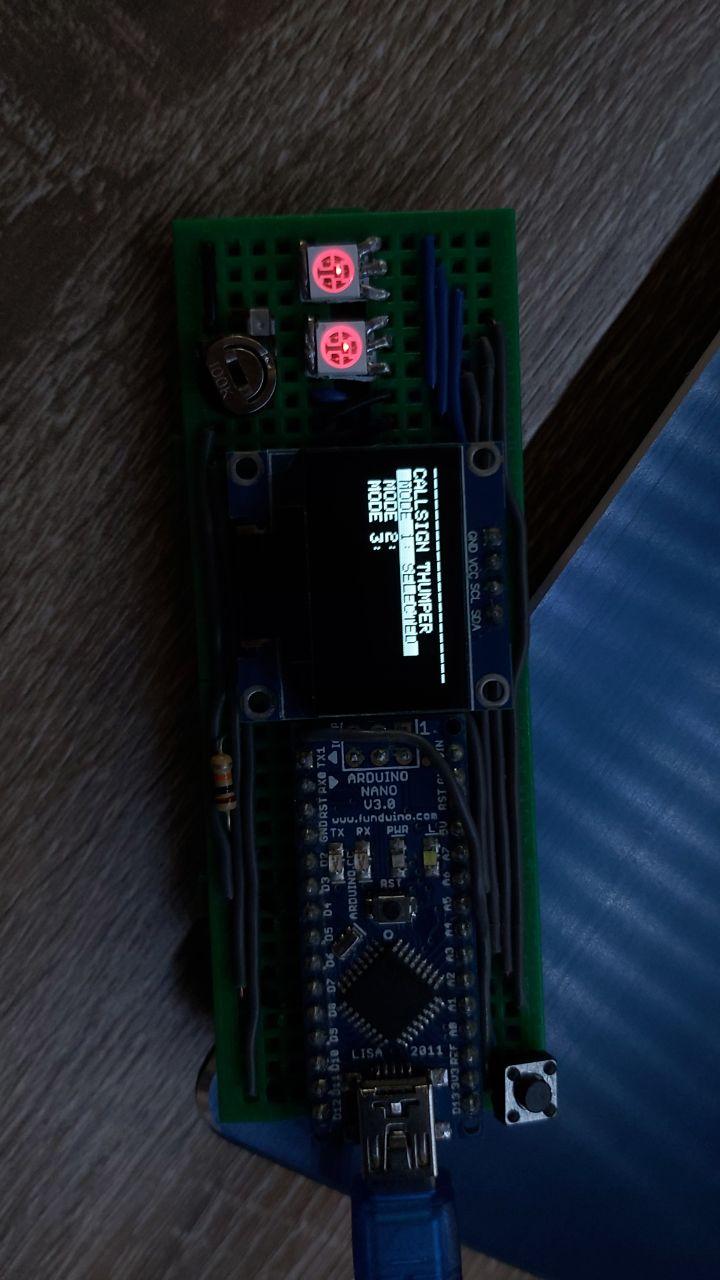 100k
CALLSIGN THUMPER
MODE 1: SELECTED
MODE 2:
MODE 3:
GND VCC SCL SDA
1
ARDUINO
NANO
V3.0
www.funduino.com
TX RX PWR L
RST
ARDUINO.CC
TX1
RX0
RST
GND
D2
D3
D4
D5
D6
D7
D8
D9
D10
D11
D12
VIN
RST
5V
A7
A6
A5
A4
A3
A2
A1
A0
REF
3V3
D13
LISA 2011